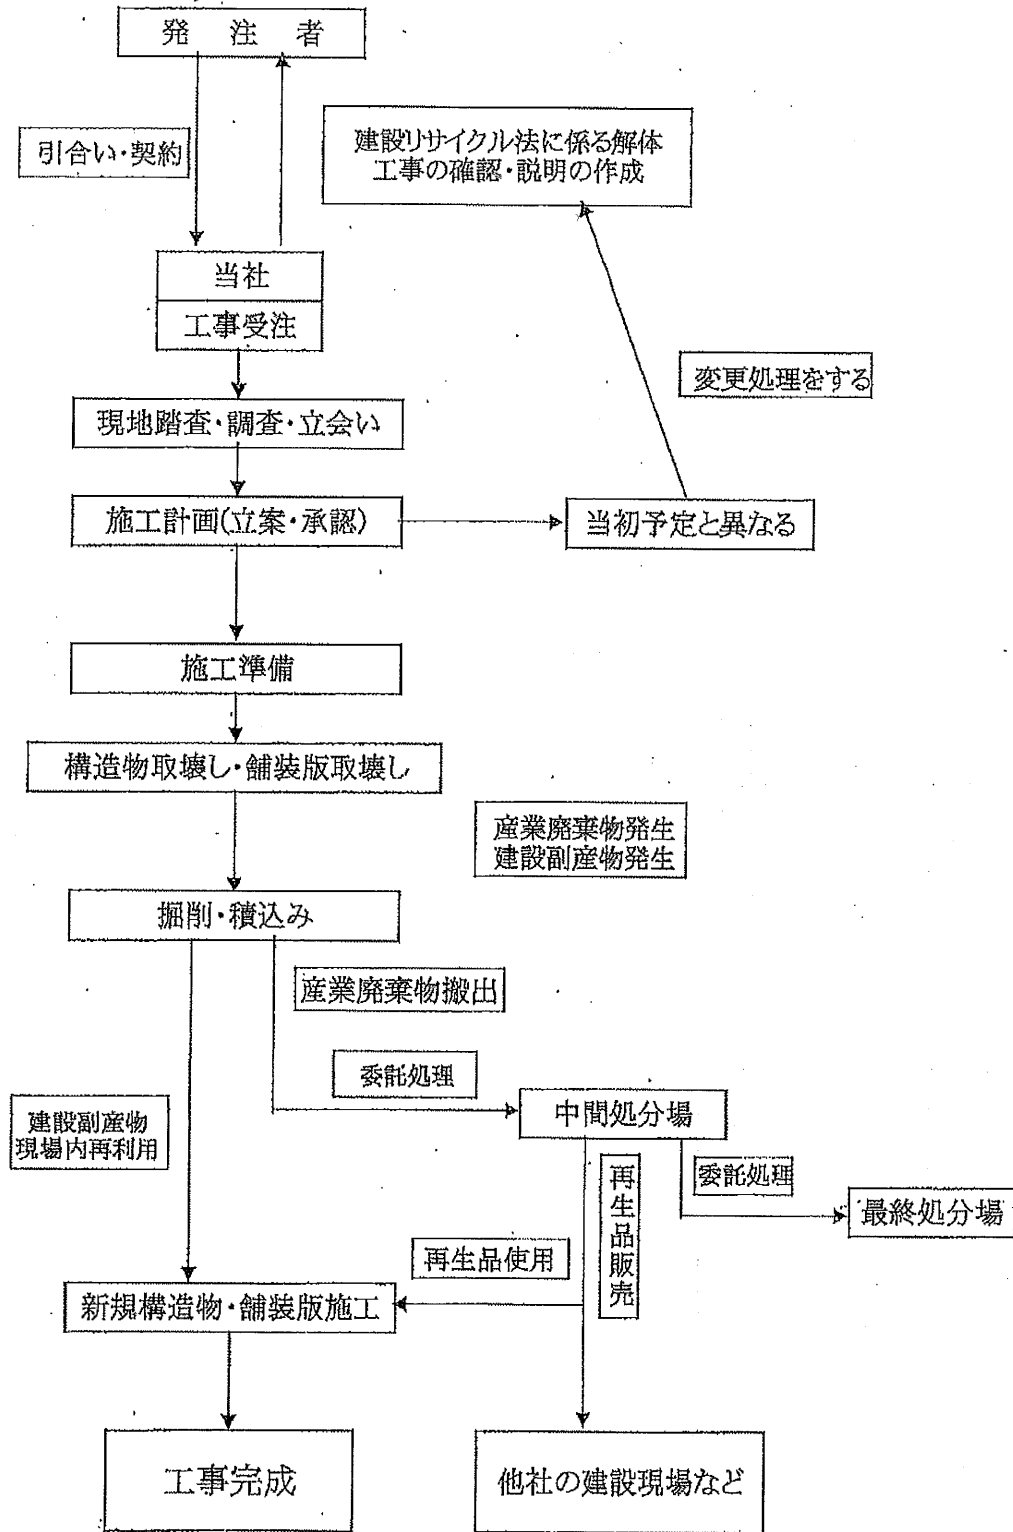 発 注 者
引合い・契約
建設リサイクル法に係る解体
工事の確認・説明の作成
当社
工事受注
変更処理をする
現地踏査・調査・立会い
施工計画(立案・承認)
当初予定と異なる
施工準備
構造物取壊し・舗装版取壊し
産業廃棄物発生
建設副産物発生
掘削・積込み
産業廃棄物搬出
委託処理
建設副産物
現場内再利用
中間処分場
再生品販売
委託処理
最終処分場
再生品使用
新規構造物・舗装版施工
工事完成
他社の建設現場など